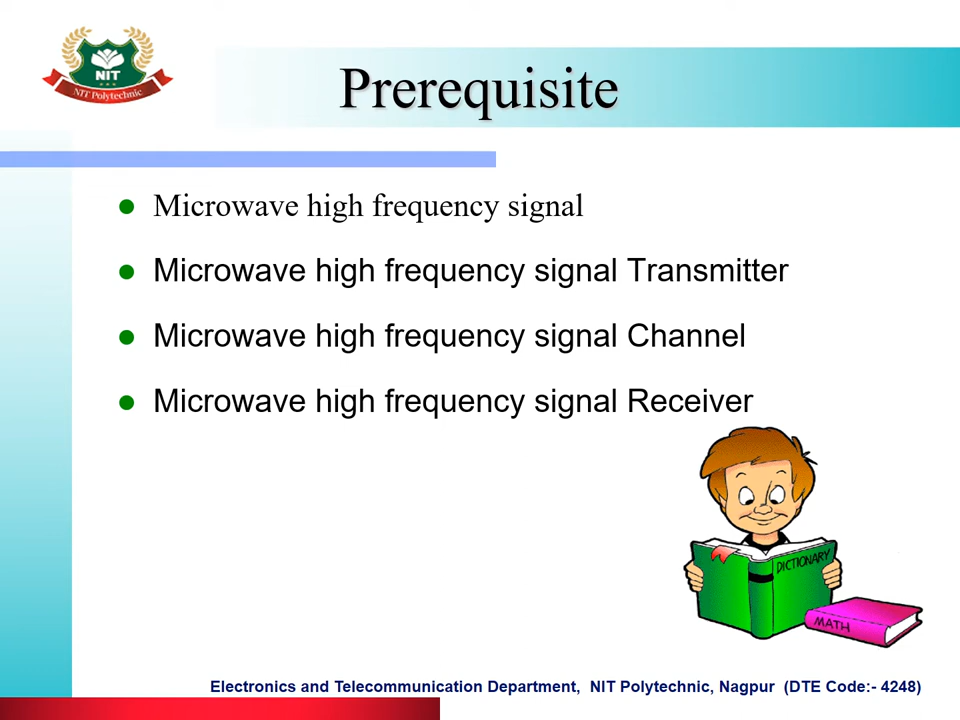 NIT
NIT Polytechnic
Prerequisite
Microwave high frequency signal
Microwave high frequency signal Transmitter
Microwave high frequency signal Channel
Microwave high frequency signal Receiver
DICTIONARY
MATH
Electronics and Telecommunication Department, NIT Polytechnic, Nagpur (DTE Code:- 4248)